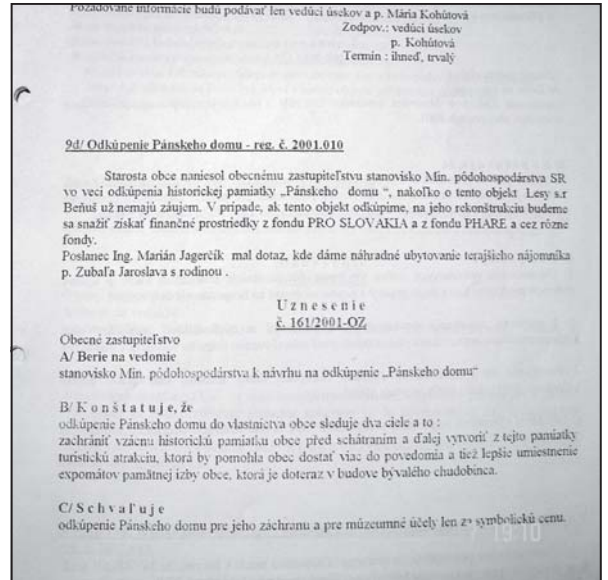 Požadované informácie budú podávať len vedúci úsekov a p. Mária Kohútová
Zodpov.: vedúci úsekov
p. Kohútová
Termín : ihneď, trvalý
9d/ Odkúpenie Pánskeho domu - reg. č. 2001.010
Starosta obce naniesol obecnému zastupiteľstvu stanovisko Min. pôdohospodárstva SR
vo veci odkúpenia historickej pamiatky „Pánskeho domu “, nakoľko o tento objekt Lesy s.r
Beňuš už nemajú záujem. V prípade, ak tento objekt odkúpime, na jeho rekonštrukciu budeme
sa snažiť získať finančné prostriedky z fondu PRO SLOVAKIA a z fondu PHARE a cez rôzne
fondy.
Poslanec Ing. Marián Jagerčík mal dotaz, kde dáme náhradné ubytovanie terajšieho nájomníka
p. Zubaľa Jaroslava s rodinou .
U z n e s e n i e
č. 161/2001-OZ
Obecné zastupiteľstvo
A/ Berie na vedomie
stanovisko Min. pôdohospodárstva k návrhu na odkúpenie „Pánskeho domu“
B/ K o n š t a t u j e, že
odkúpenie Pánskeho domu do vlastníctva obce sleduje dva ciele a to :
zachrániť vzácnu historickú pamiatku obce před schátraním a ďalej vytvoriť z tejto pamiatky
turistickú atrakciu, ktorá by pomohla obec dostať viac do povedomia a tiež lepšie umiestnenie
expomátov pamätnej izby obce, ktorá je doteraz v budove bývalého chudobinca.
C/ S c h v a ľ u j e
odkúpenie Pánskeho domu pre jeho záchranu a pre múzeumné účely len za symbolickú cenu.
19:10